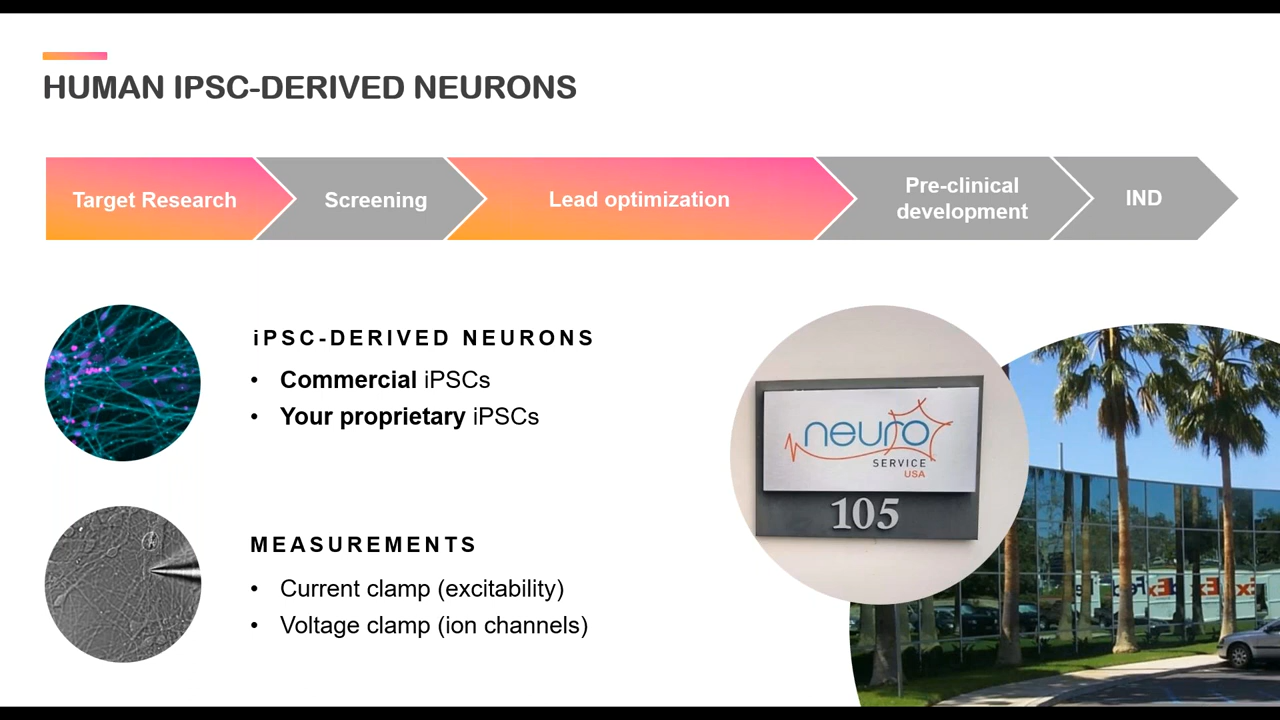 HUMAN IPSC-DERIVED NEURONS
Target Research
Screening
Lead optimization
Pre-clinical
development
IND
iPSC-DERIVED NEURONS
• Commercial iPSCs
• Your proprietary iPSCs
MEASUREMENTS
• Current clamp (excitability)
• Voltage clamp (ion channels)
neuro
SERVICE
USA
105